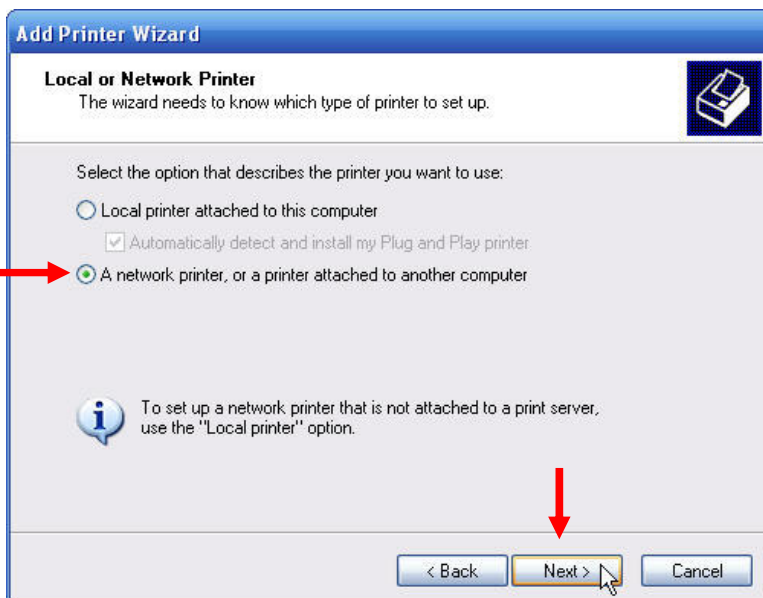 Add Printer Wizard
Local or Network Printer
The wizard needs to know which type of printer to set up.
Select the option that describes the printer you want to use:
Local printer attached to this computer
Automatically detect and install my Plug and Play printer
A network printer, or a printer attached to another computer
To set up a network printer that is not attached to a print server,
use the "Local printer" option.
< Back Next > Cancel